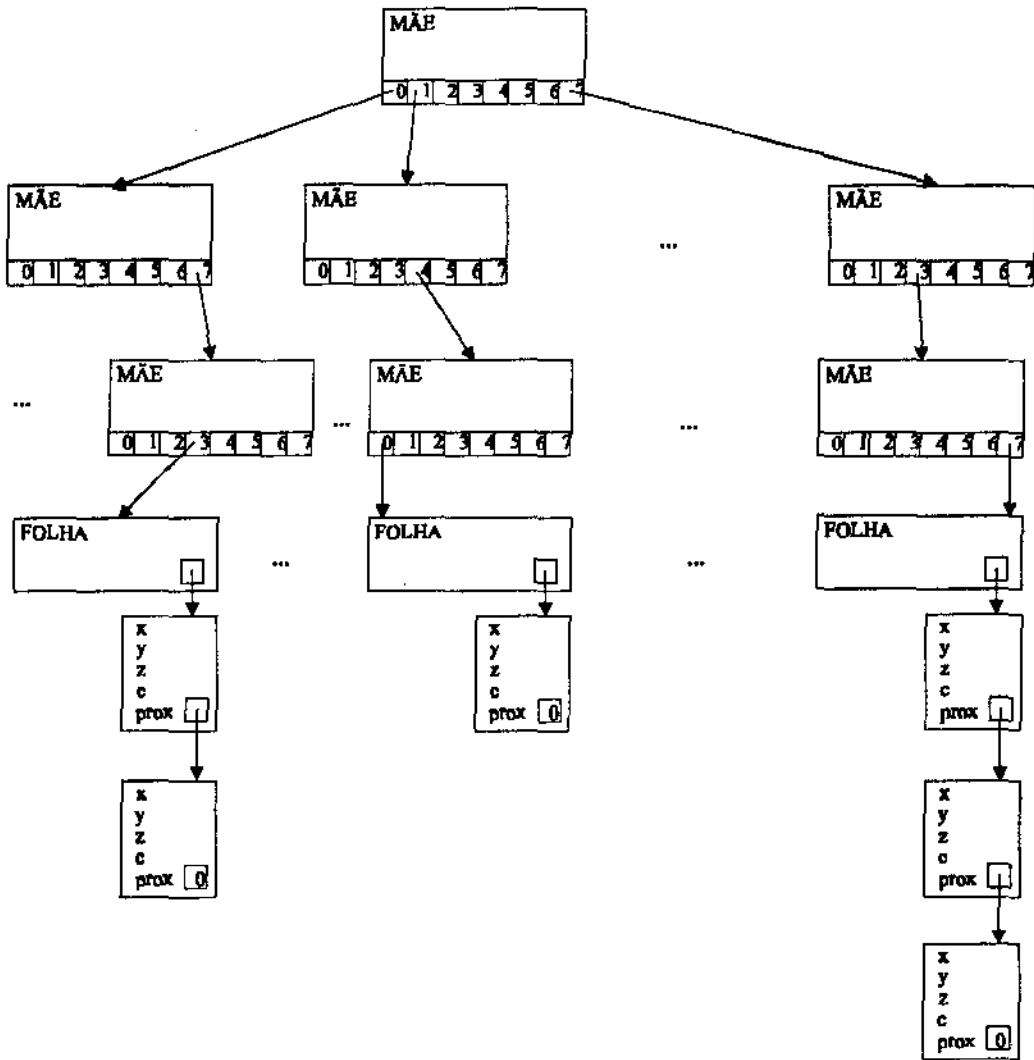 MÃE
0 1 2 3 4 5 6 7
MÃE MÃE MÃE
...
0 1 2 3 4 5 6 7 0 1 2 3 4 5 6 7 0 1 2 3 4 5 6 7
MÃE MÃE MÃE
... ... ...
0 1 2 3 4 5 6 7 0 1 2 3 4 5 6 7 0 1 2 3 4 5 6 7
FOLHA FOLHA FOLHA
... ...
x x x
y y y
z z z
c c c
prox prox 0 prox
x x
y y
z z
c c
prox 0 prox
x
y
z
c
prox 0